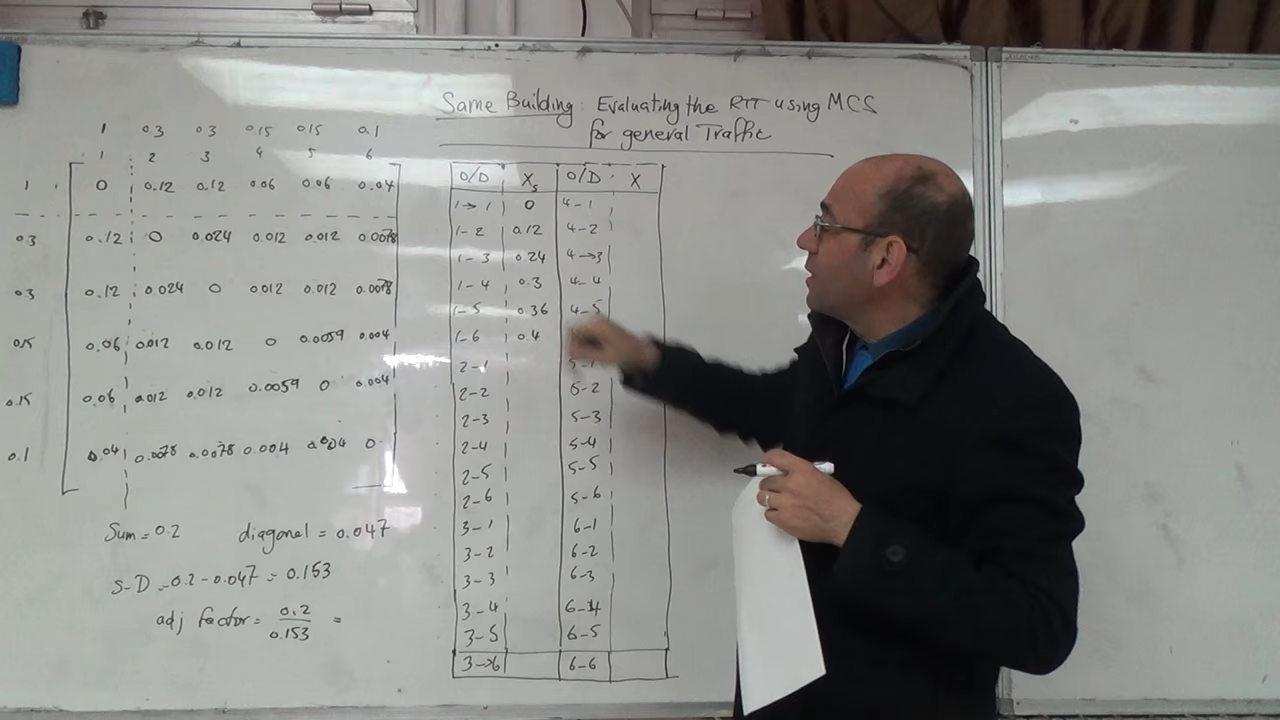 Same Building: Evaluating the RTT using MCS
for general Traffic
1 0.3 0.3 0.15 0.15 0.1
1 2 3 4 5 6
1 0 0.12 0.12 0.06 0.06 0.04
0.3 0.12 0 0.024 0.012 0.012 0.0078
0.3 0.12 0.024 0 0.012 0.012 0.0078
0.15 0.06 0.012 0.012 0 0.0059 0.004
0.15 0.06 0.012 0.012 0.0059 0 0.004
0.1 0.04 0.0078 0.0078 0.004 0.004 0
Sum = 0.2 diagonal = 0.047
S-D = 0.2 - 0.047 = 0.153
adj factor = 0.2 =
0.153
O/D Xs O/D X
1→1 0 4-1
1-2 0.12 4-2
1-3 0.24 4→3
1-4 0.3 4-4
1-5 0.36 4-5
1-6 0.4
2-1 5-1
2-2 5-2
2-3 5-3
2-4 5-4
2-5 5-5
2-6 5-6
3-1 6-1
3-2 6-2
3-3 6-3
3-4 6-4
3-5 6-5
3→6 6-6